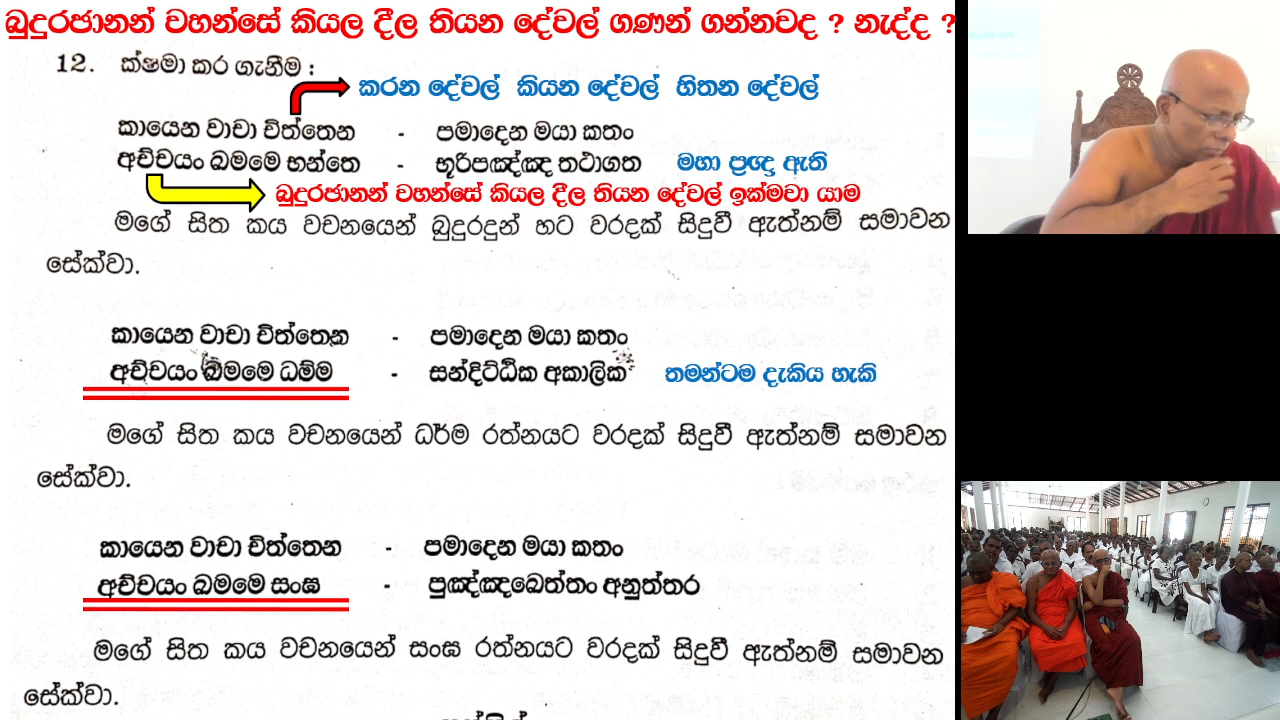 බුදුරජානන් වහන්සේ කියල දීල තියන දේවල් ගණන් ගන්නවද ? නැද්ද ?
12. ක්ෂමා කර ගැනීම :
කරන දේවල් කියන දේවල් හිතන දේවල්
කායෙන වාචා චිත්තෙන - පමාදෙන මයා කතං
අච්චයං ඛමමෙ භන්තෙ - භූරිපඤ්ඤ තථාගත මහා ප්‍රඥා ඇති
බුදුරජානන් වහන්සේ කියල දීල තියන දේවල් ඉක්මවා යාම
මගේ සිත කය වචනයෙන් බුදුරදුන් හට වරදක් සිදුවී ඇත්නම් සමාවන
සේක්වා.
කායෙන වාචා චිත්තෙන - පමාදෙන මයා කතං
අච්චයං ඛමමෙ ධම්ම - සන්දිට්ඨික අකාලික තමන්ටම දැකිය හැකි
මගේ සිත කය වචනයෙන් ධර්ම රත්නයට වරදක් සිදුවී ඇත්නම් සමාවන
සේක්වා.
කායෙන වාචා චිත්තෙන - පමාදෙන මයා කතං
අච්චයං ඛමමෙ සංඝ - පුඤ්ඤඛෙත්තං අනුත්තර
මගේ සිත කය වචනයෙන් සංඝ රත්නයට වරදක් සිදුවී ඇත්නම් සමාවන
සේක්වා.